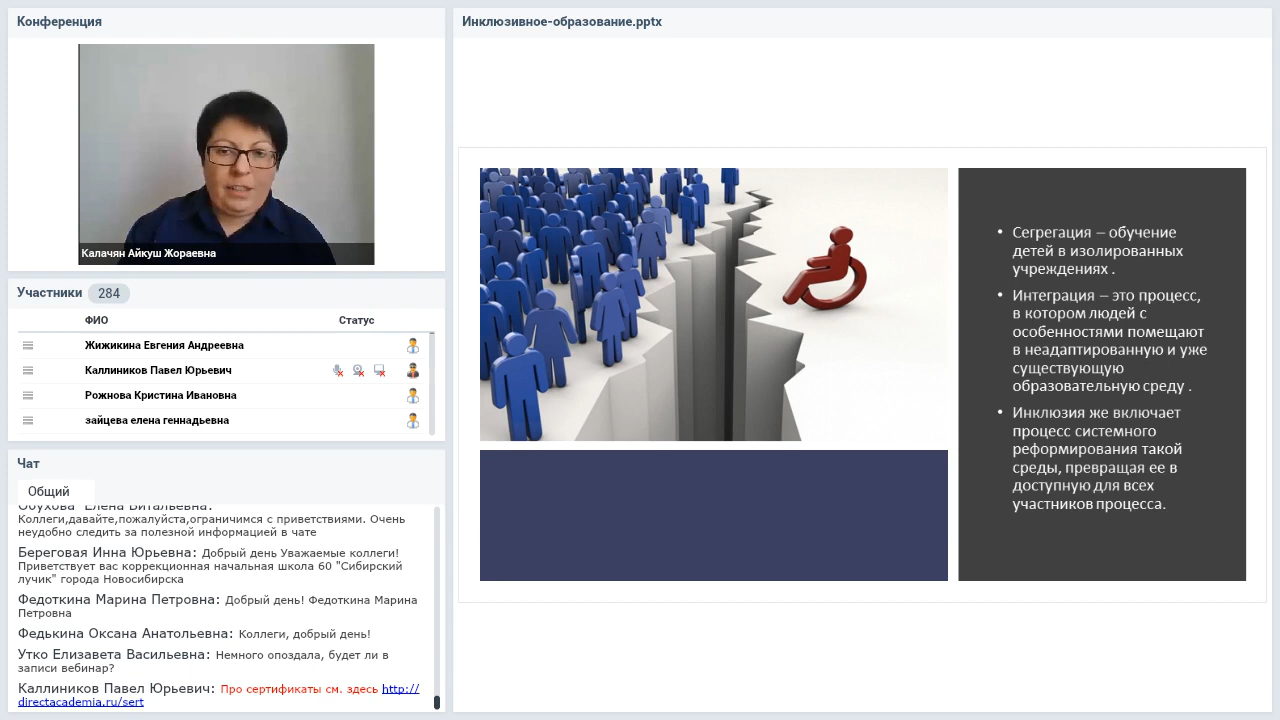 Конференция
Калачян Айкуш Жораевна
Участники 284
ФИО Статус
Жижикина Евгения Андреевна
Каллиников Павел Юрьевич
Рожнова Кристина Ивановна
зайцева елена геннадьевна
Чат
Общий
Обухова Елена Витальевна:
Коллеги,давайте,пожалуйста,ограничимся с приветствиями. Очень
неудобно следить за полезной информацией в чате
Береговая Инна Юрьевна: Добрый день Уважаемые коллеги!
Приветствует вас коррекционная начальная школа 60 "Сибирский
лучик" города Новосибирска
Федоткина Марина Петровна: Добрый день! Федоткина Марина
Петровна
Федькина Оксана Анатольевна: Коллеги, добрый день!
Утко Елизавета Васильевна: Немного опоздала, будет ли в
записи вебинар?
Каллиников Павел Юрьевич: Про сертификаты см. здесь http://
directacademia.ru/sert
Инклюзивное-образование.pptx
• Сегрегация – обучение
детей в изолированных
учреждениях .
• Интеграция – это процесс,
в котором людей с
особенностями помещают
в неадаптированную и уже
существующую
образовательную среду .
• Инклюзия же включает
процесс системного
реформирования такой
среды, превращая ее в
доступную для всех
участников процесса.